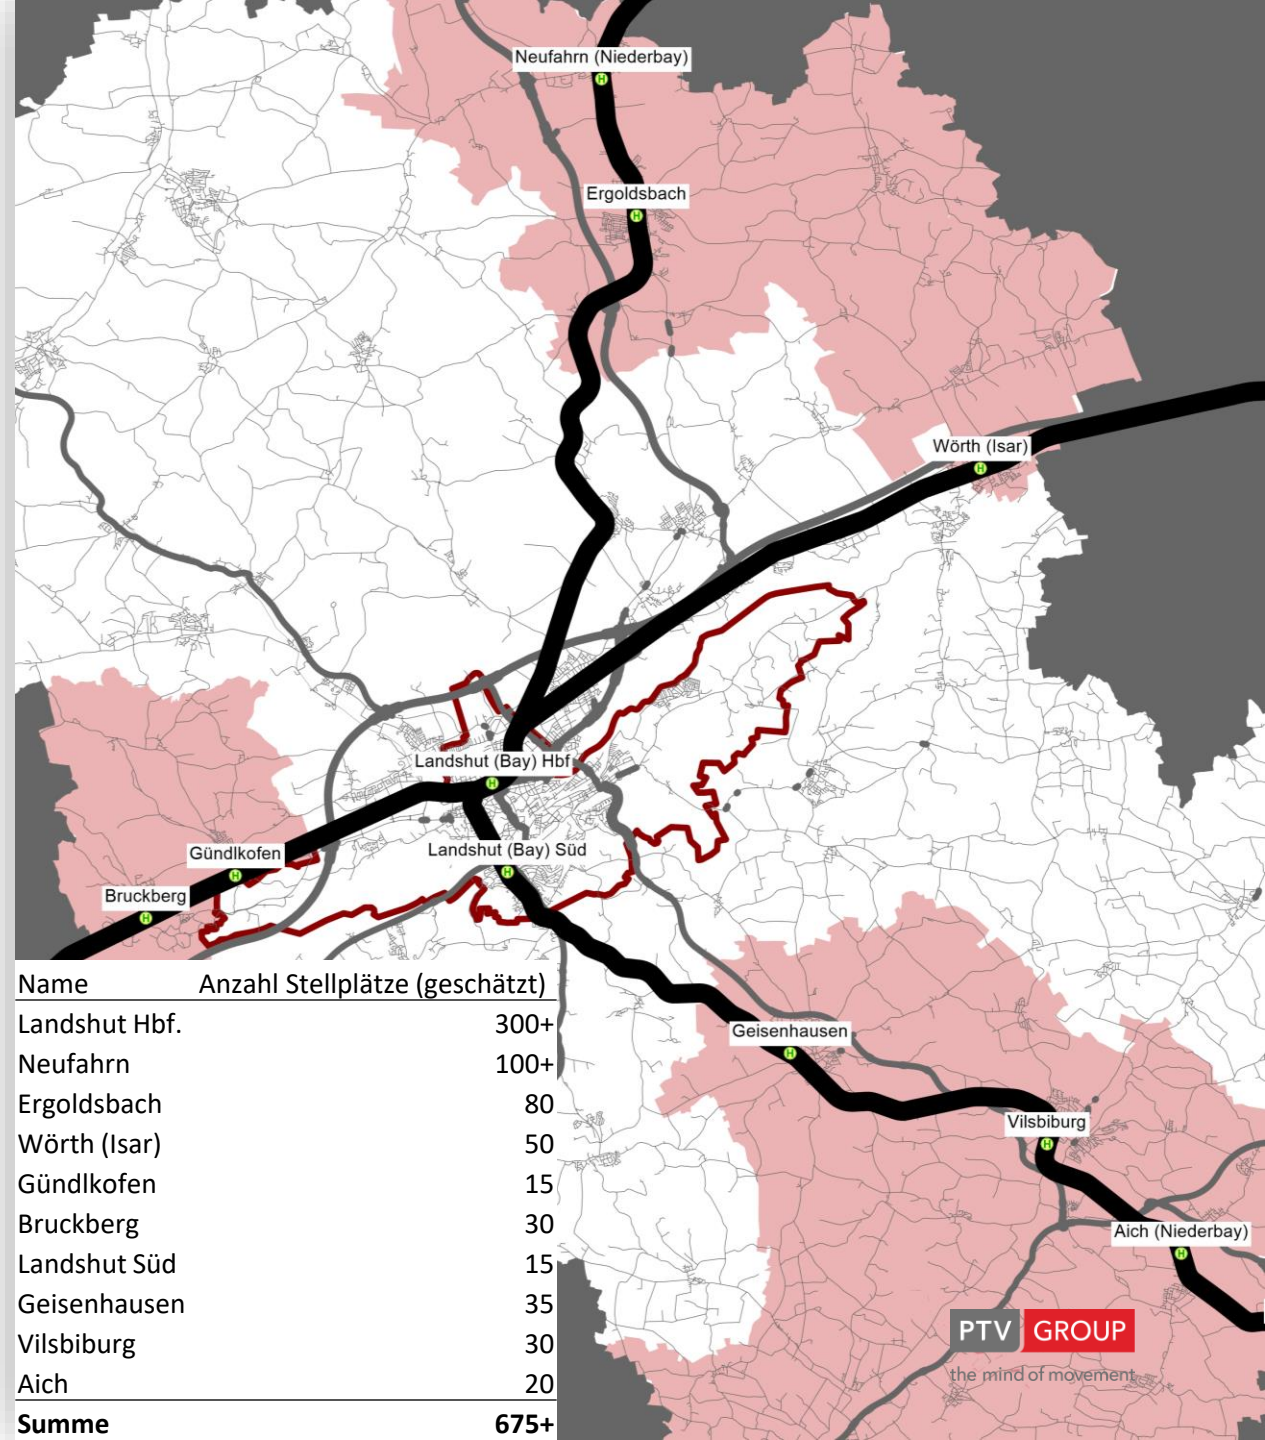 Neufahrn (Niederbay)
Ergoldsbach
Wörth (Isar)
Landshut (Bay) Hbf
Landshut (Bay) Süd
Gündlkofen
Bruckberg
Geisenhausen
Vilsbiburg
Aich (Niederbay)
Name Anzahl Stellplätze (geschätzt)
Landshut Hbf. 300+
Neufahrn 100+
Ergoldsbach 80
Wörth (Isar) 50
Gündlkofen 15
Bruckberg 30
Landshut Süd 15
Geisenhausen 35
Vilsbiburg 30
Aich 20
Summe 675+
PTV GROUP
the mind of movement